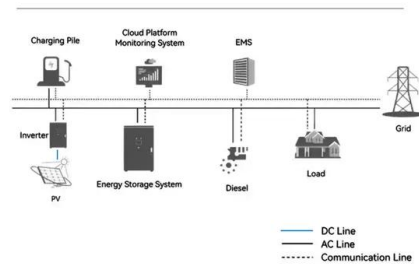 Charging Pile
Cloud Platform
Monitoring System
EMS
Grid
Inverter
PV
Energy Storage System
Diesel
Load
DC Line
AC Line
Communication Line